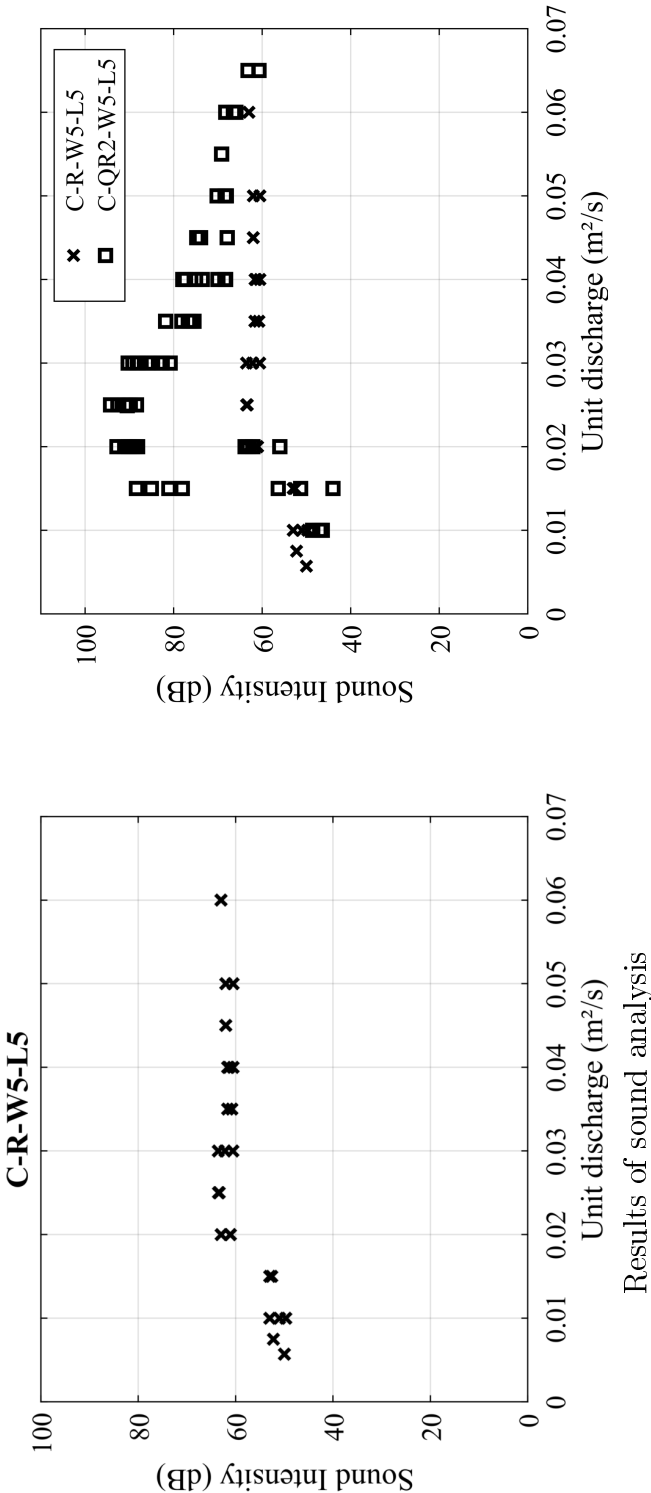 C-R-W5-L5
100
80
60
40
20
0
Sound Intensity (dB)
0 0.01 0.02 0.03 0.04 0.05 0.06 0.07
Unit discharge (m²/s)
100
80
60
40
20
0
Sound Intensity (dB)
0 0.01 0.02 0.03 0.04 0.05 0.06 0.07
Unit discharge (m²/s)
C-R-W5-L5
C-QR2-W5-L5
Results of sound analysis